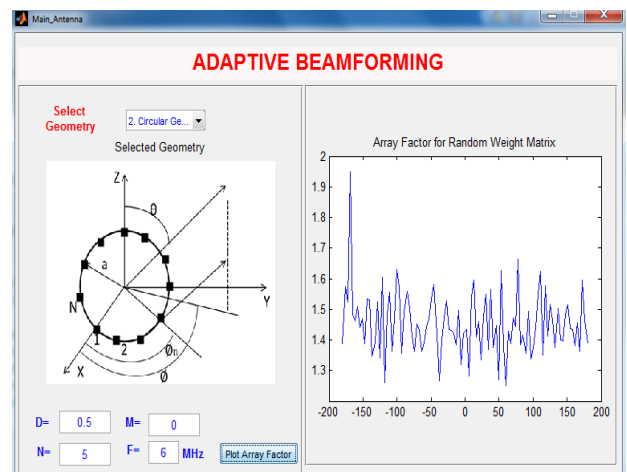 Main_Antenna
ADAPTIVE BEAMFORMING
Select
Geometry
2. Circular Ge...
Selected Geometry
Z
θ
a
Y
N
1
2
Øn
Ø
X
D= 0.5 M= 0
N= 5 F= 6 MHz Plot Array Factor
Array Factor for Random Weight Matrix
2
1.9
1.8
1.7
1.6
1.5
1.4
1.3
-200 -150 -100 -50 0 50 100 150 200